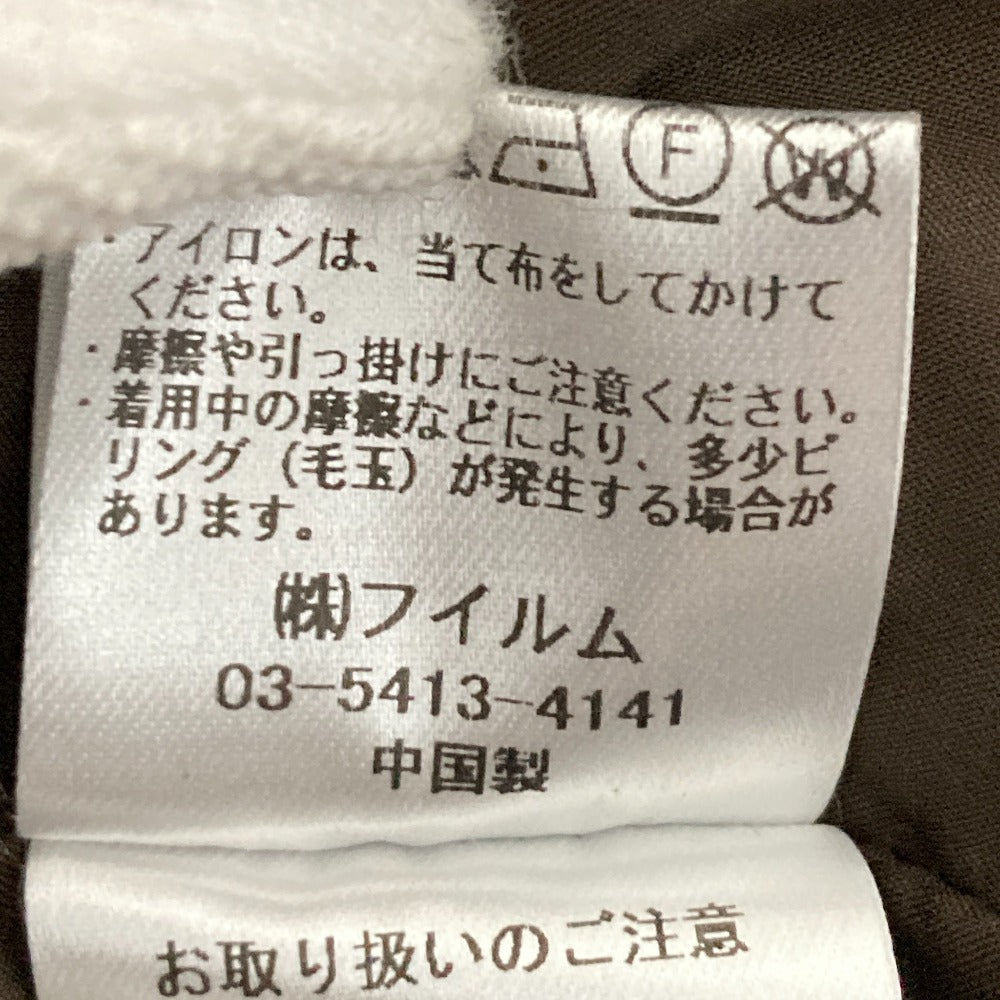 F
・アイロンは、当て布をしてかけて
ください。
・摩擦や引っ掛けにご注意ください。
・着用中の摩擦などにより、多少ピ
リング（毛玉）が発生する場合が
あります。
㈱フイルム
03-5413-4141
中国製
お取り扱いのご注意